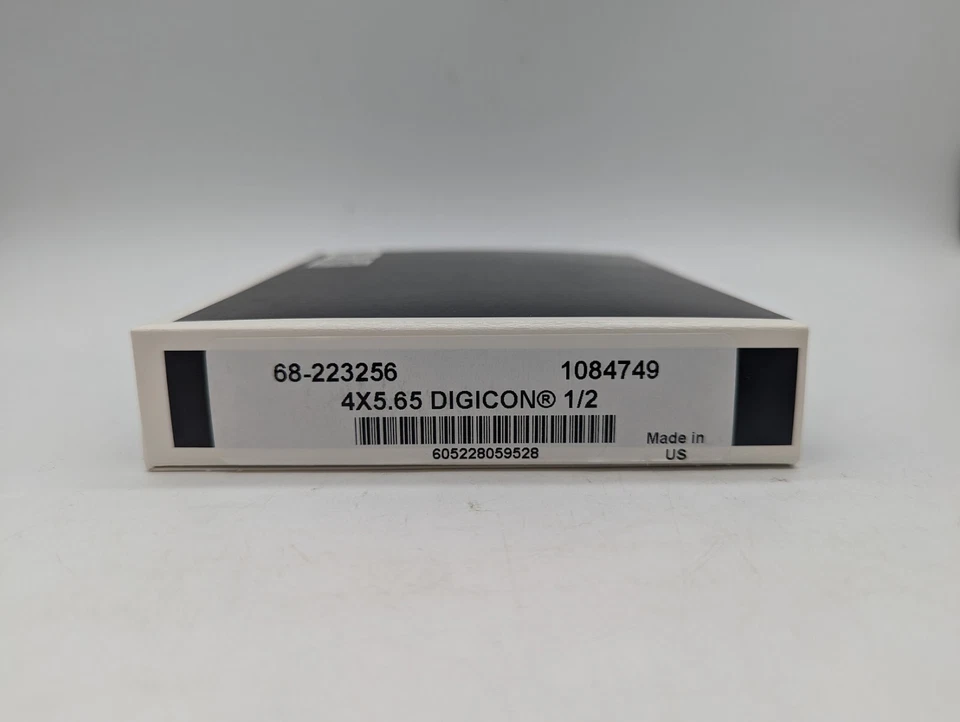 68-223256 1084749
4X5.65 DIGICON® 1/2
605228059528
Made in
US